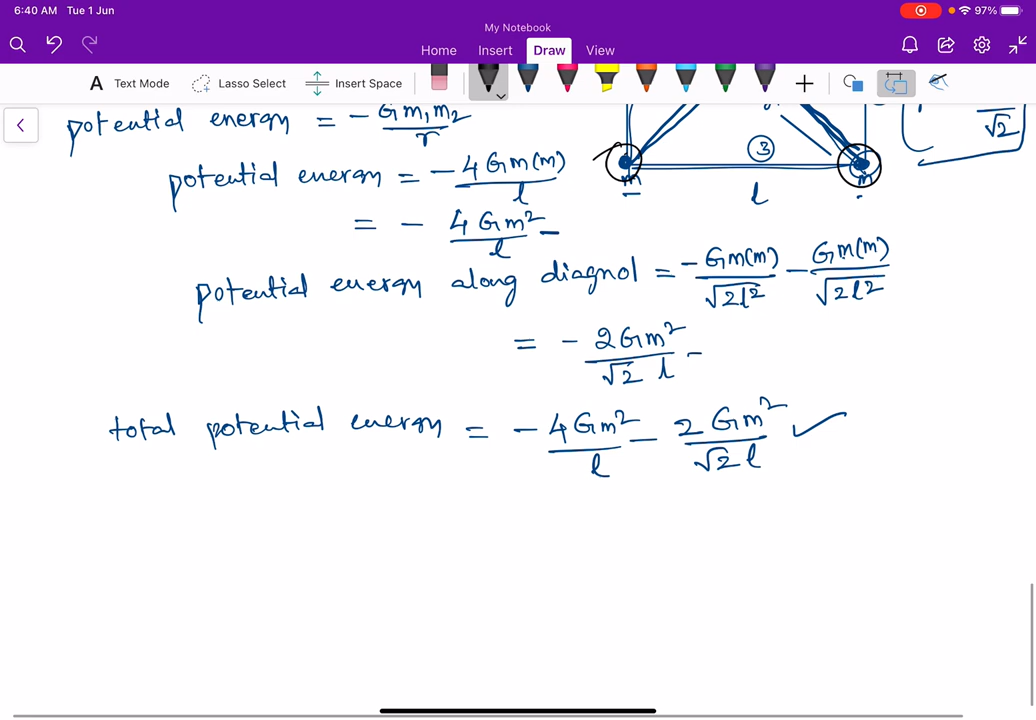 6:40 AM Tue 1 Jun 97%
My Notebook
Home Insert Draw View
A Text Mode Lasso Select Insert Space
potential energy = - Gm₁m₂/r
√2
3
m l m
potential energy = - 4Gm(m)/l
= - 4Gm²/l
potential energy along diagnol = - Gm(m)/√2l² - Gm(m)/√2l²
= - 2Gm²/√2 l
total potential energy = - 4Gm²/l - 2Gm²/√2 l ✓